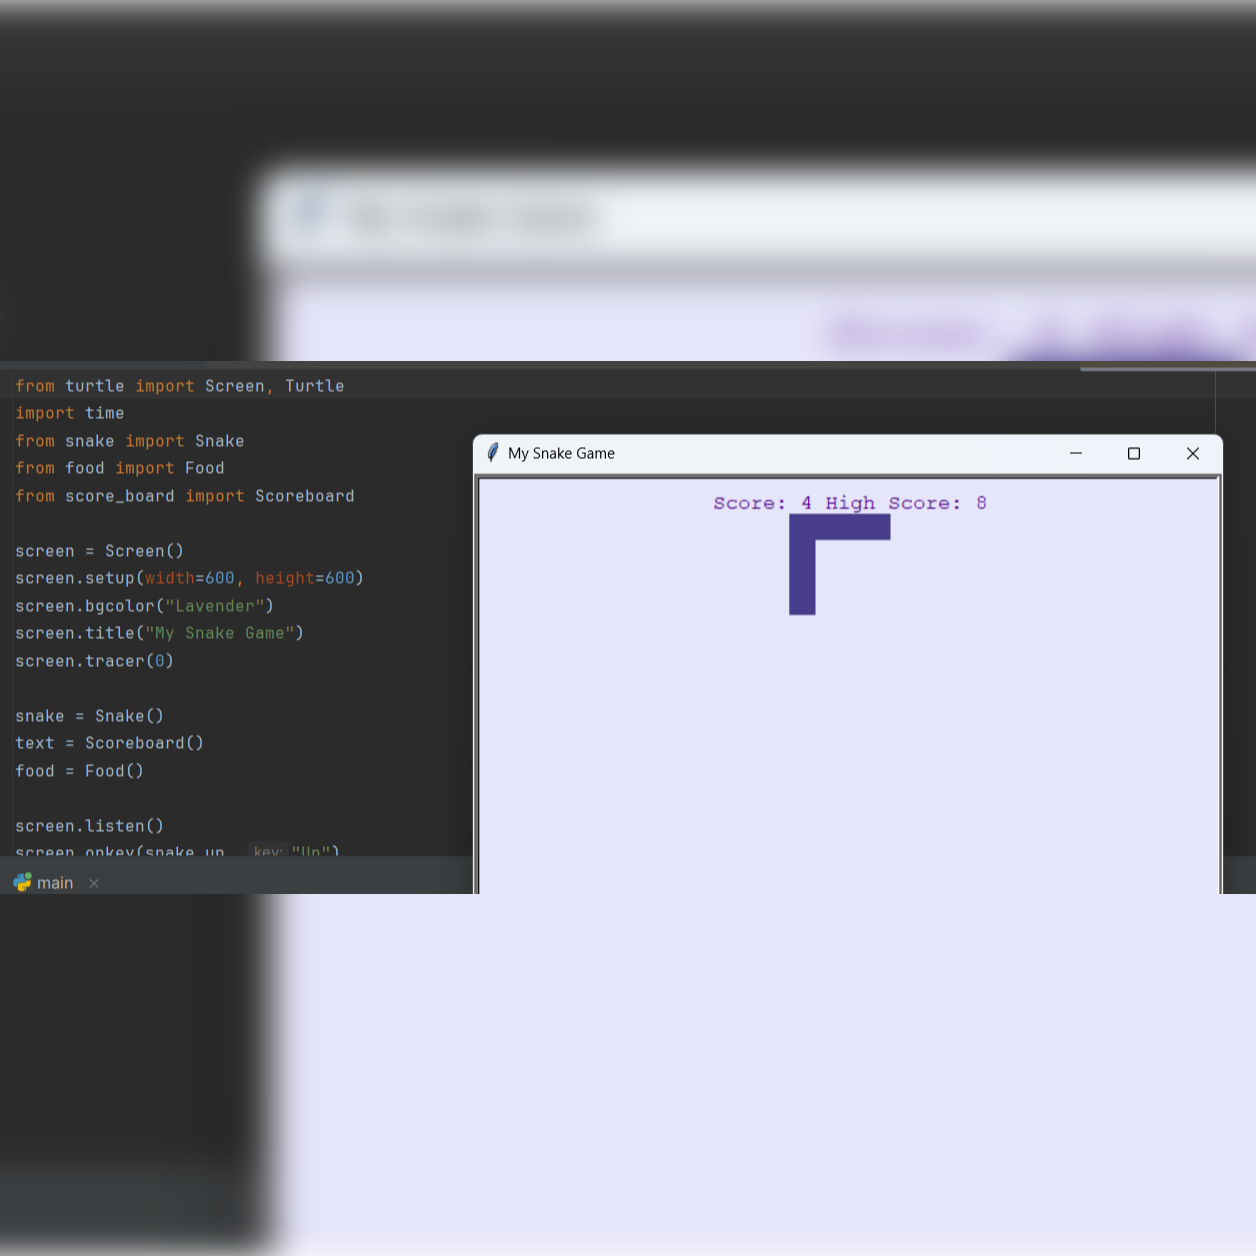 from turtle import Screen, Turtle
import time
from snake import Snake
from food import Food
from score_board import Scoreboard
screen = Screen()
screen.setup(width=600, height=600)
screen.bgcolor("Lavender")
screen.title("My Snake Game")
screen.tracer(0)
snake = Snake()
text = Scoreboard()
food = Food()
screen.listen()
screen.onkey(snake.up, key: "Up")
main
My Snake Game
Score: 4 High Score: 8